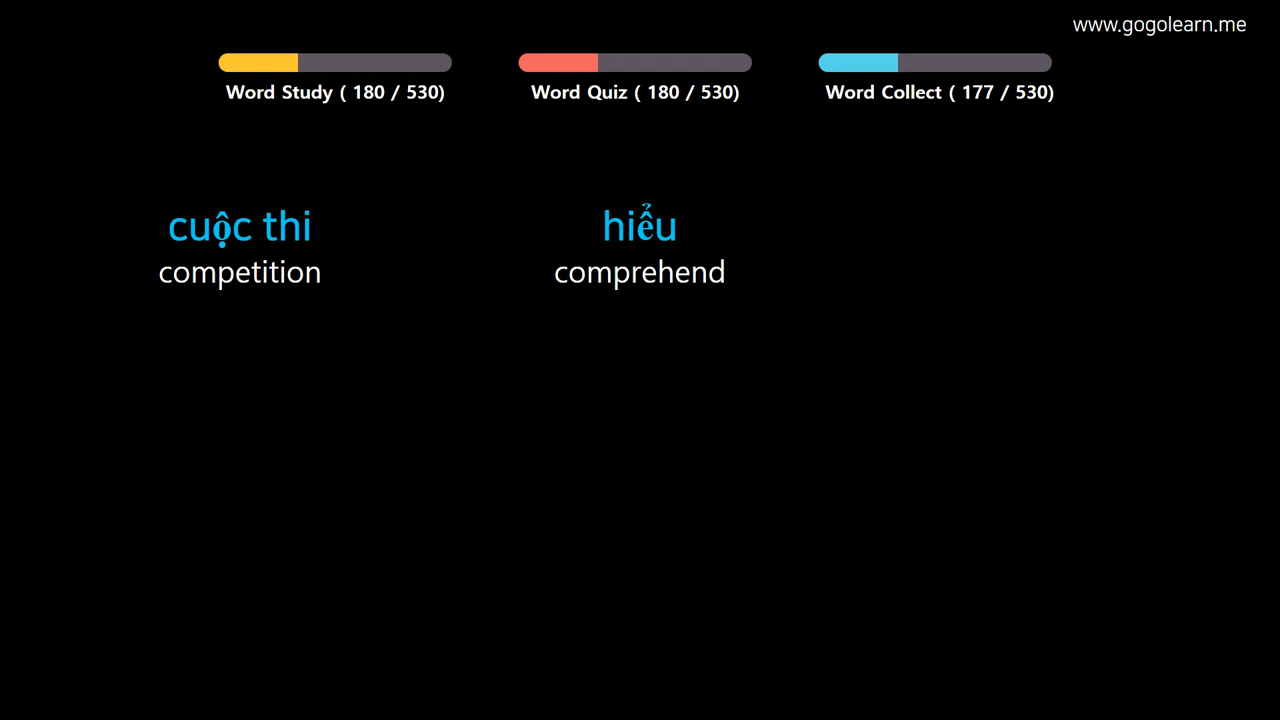 www.gogolearn.me
Word Study ( 180 / 530)
Word Quiz ( 180 / 530)
Word Collect ( 177 / 530)
cuộc thi
competition
hiểu
comprehend